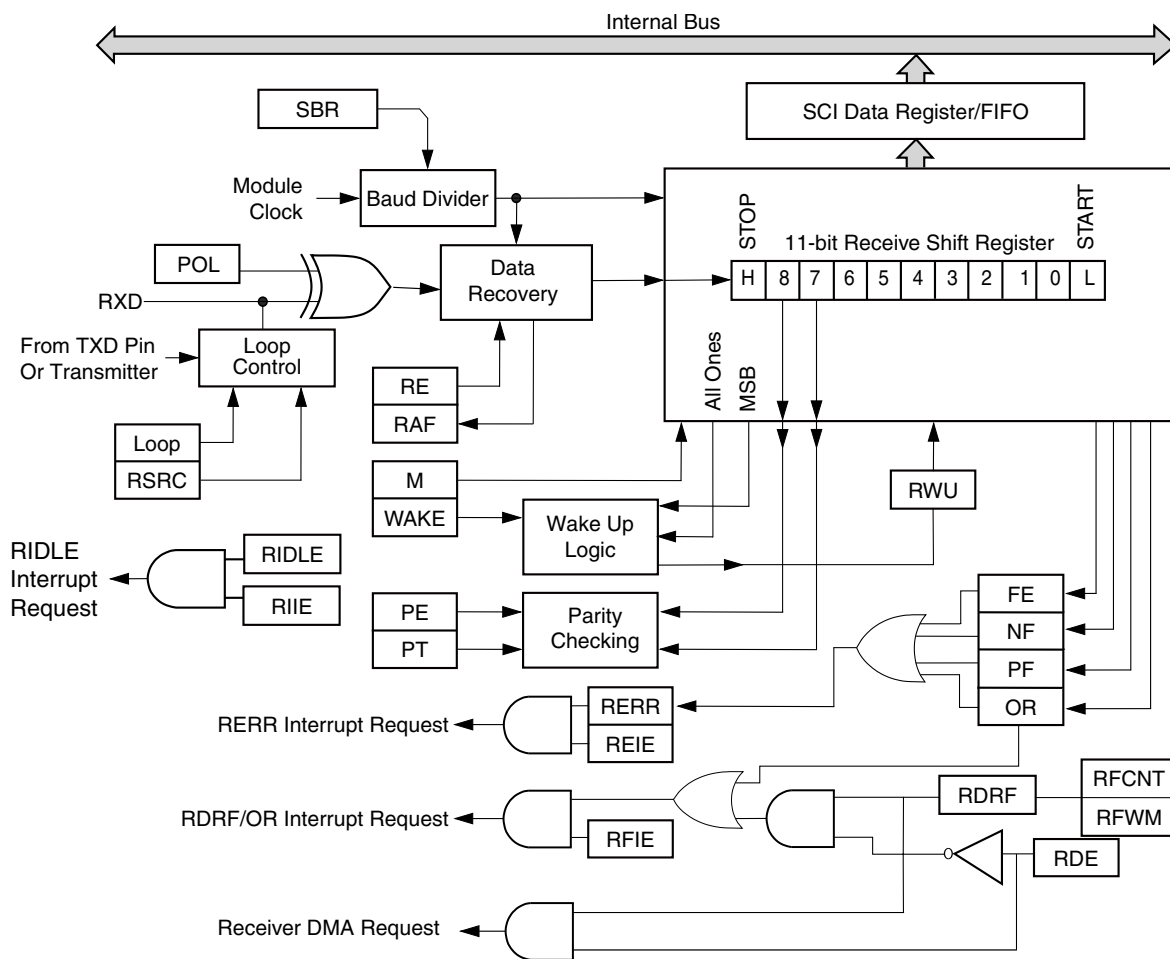 Internal Bus
SBR
SCI Data Register/FIFO
Module
Clock
Baud Divider
STOP
START
11-bit Receive Shift Register
H 8 7 6 5 4 3 2 1 0 L
POL
RXD
Data
Recovery
From TXD Pin
Or Transmitter
Loop
Control
All Ones
MSB
RE
RAF
Loop
RSRC
M
WAKE
Wake Up
Logic
RWU
RIDLE
Interrupt
Request
RIDLE
RIIE
PE
PT
Parity
Checking
FE
NF
PF
OR
RERR Interrupt Request
RERR
REIE
RDRF/OR Interrupt Request
RFIE
RDRF
RFCNT
RFWM
RDE
Receiver DMA Request